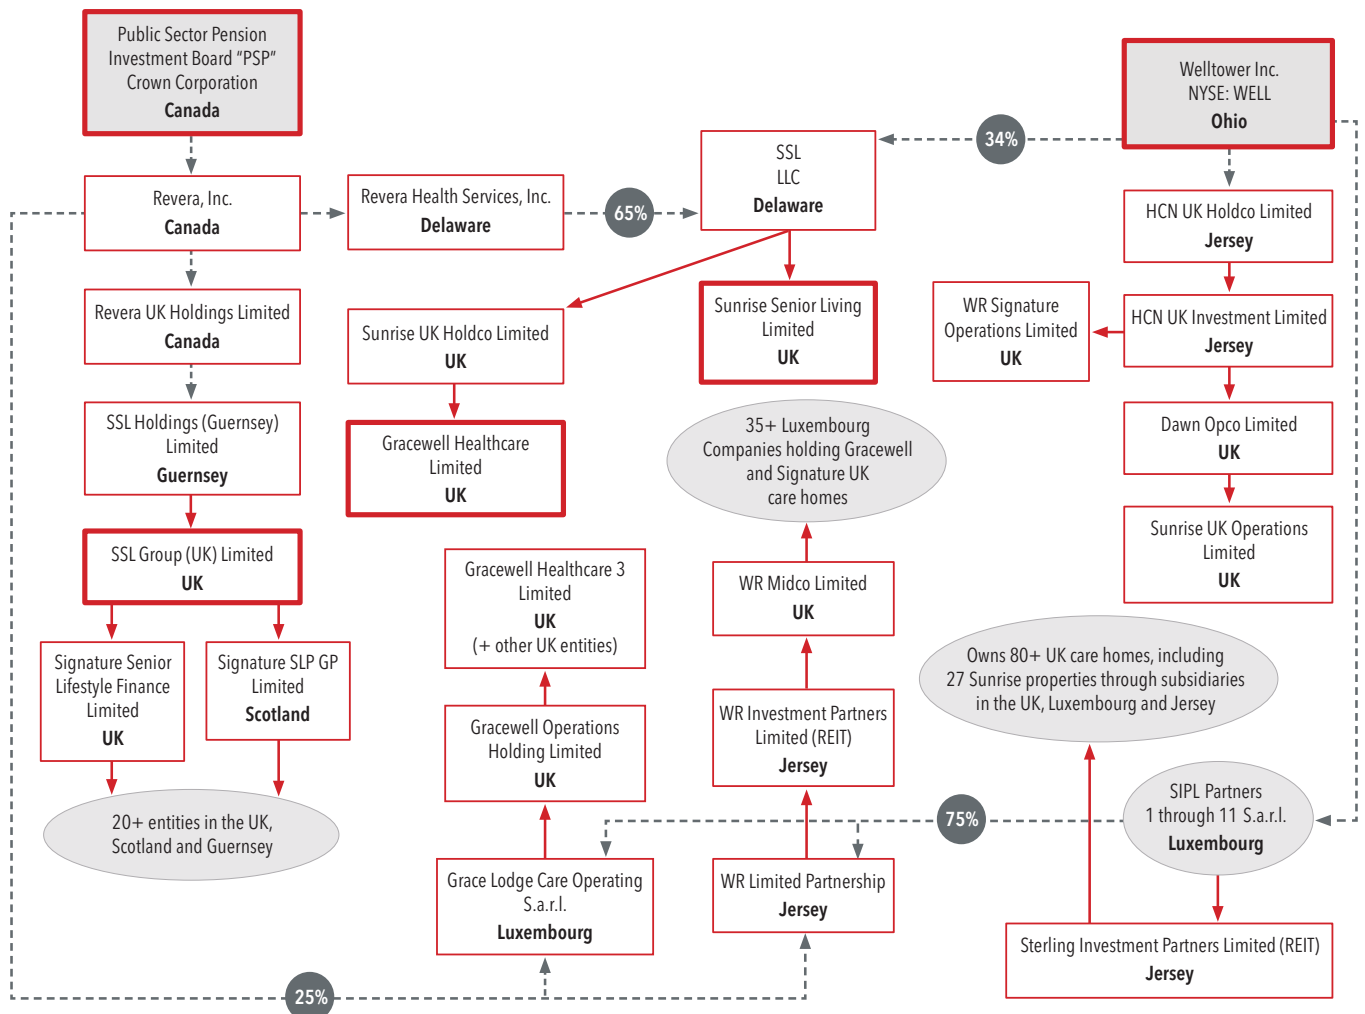 Public Sector Pension
Investment Board "PSP"
Crown Corporation
Canada
Welltower Inc.
NYSE: WELL
Ohio
34%
SSL
LLC
Delaware
Revera, Inc.
Canada
Revera Health Services, Inc.
Delaware
65%
HCN UK Holdco Limited
Jersey
Revera UK Holdings Limited
Canada
Sunrise UK Holdco Limited
UK
Sunrise Senior Living
Limited
UK
WR Signature
Operations Limited
UK
HCN UK Investment Limited
Jersey
SSL Holdings (Guernsey)
Limited
Guernsey
Gracewell Healthcare
Limited
UK
35+ Luxembourg
Companies holding Gracewell
and Signature UK
care homes
Dawn Opco Limited
UK
SSL Group (UK) Limited
UK
Gracewell Healthcare 3
Limited
UK
(+ other UK entities)
WR Midco Limited
UK
Sunrise UK Operations
Limited
UK
Signature Senior
Lifestyle Finance
Limited
UK
Signature SLP GP
Limited
Scotland
Gracewell Operations
Holding Limited
UK
WR Investment Partners
Limited (REIT)
Jersey
Owns 80+ UK care homes, including
27 Sunrise properties through subsidiaries
in the UK, Luxembourg and Jersey
20+ entities in the UK,
Scotland and Guernsey
75%
SIPL Partners
1 through 11 S.a.r.l.
Luxembourg
Grace Lodge Care Operating
S.a.r.l.
Luxembourg
WR Limited Partnership
Jersey
Sterling Investment Partners Limited (REIT)
Jersey
25%